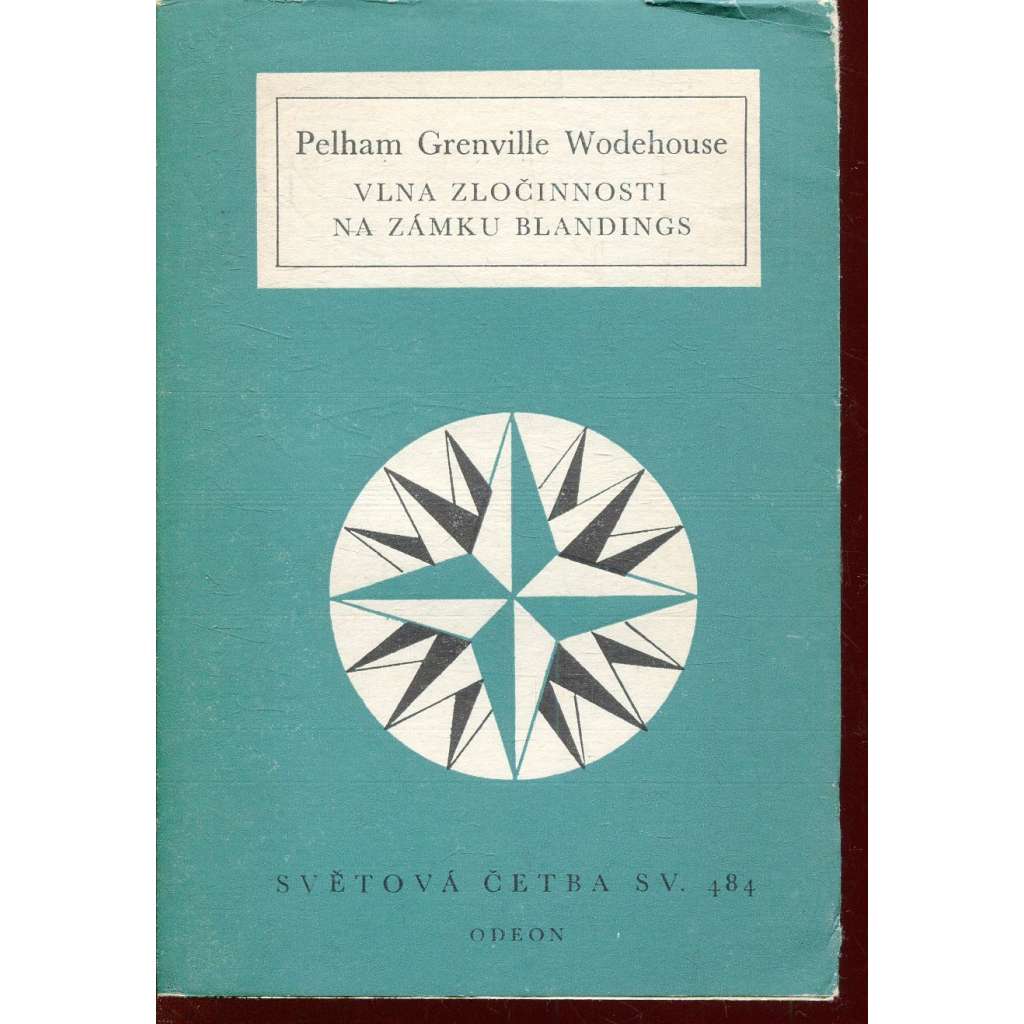 Pelham Grenville Wodehouse
VLNA ZLOČINNOSTI
NA ZÁMKU BLANDINGS
SVĚTOVÁ ČETBA SV. 484
ODEON